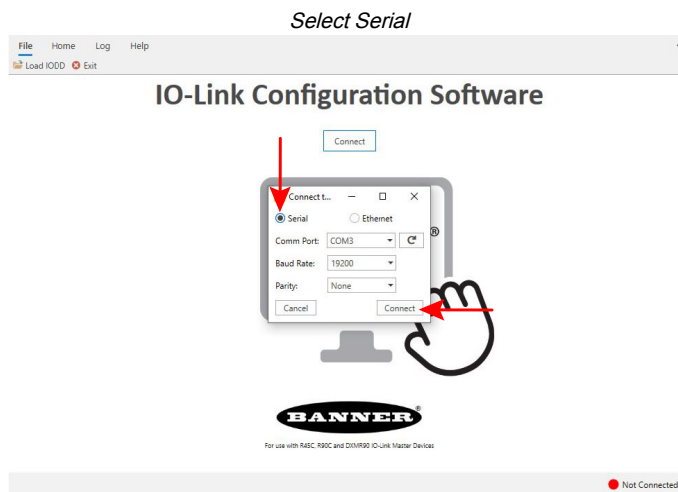 Select Serial
File Home Log Help
Load IODD Exit
IO-Link Configuration Software
Connect
Connect t...
Serial Ethernet
®
Comm Port: COM3
Baud Rate: 19200
Parity: None
Cancel Connect
BANNER®
For use with R45C, R90C and DXMR90 IO-Link Master Devices
Not Connected